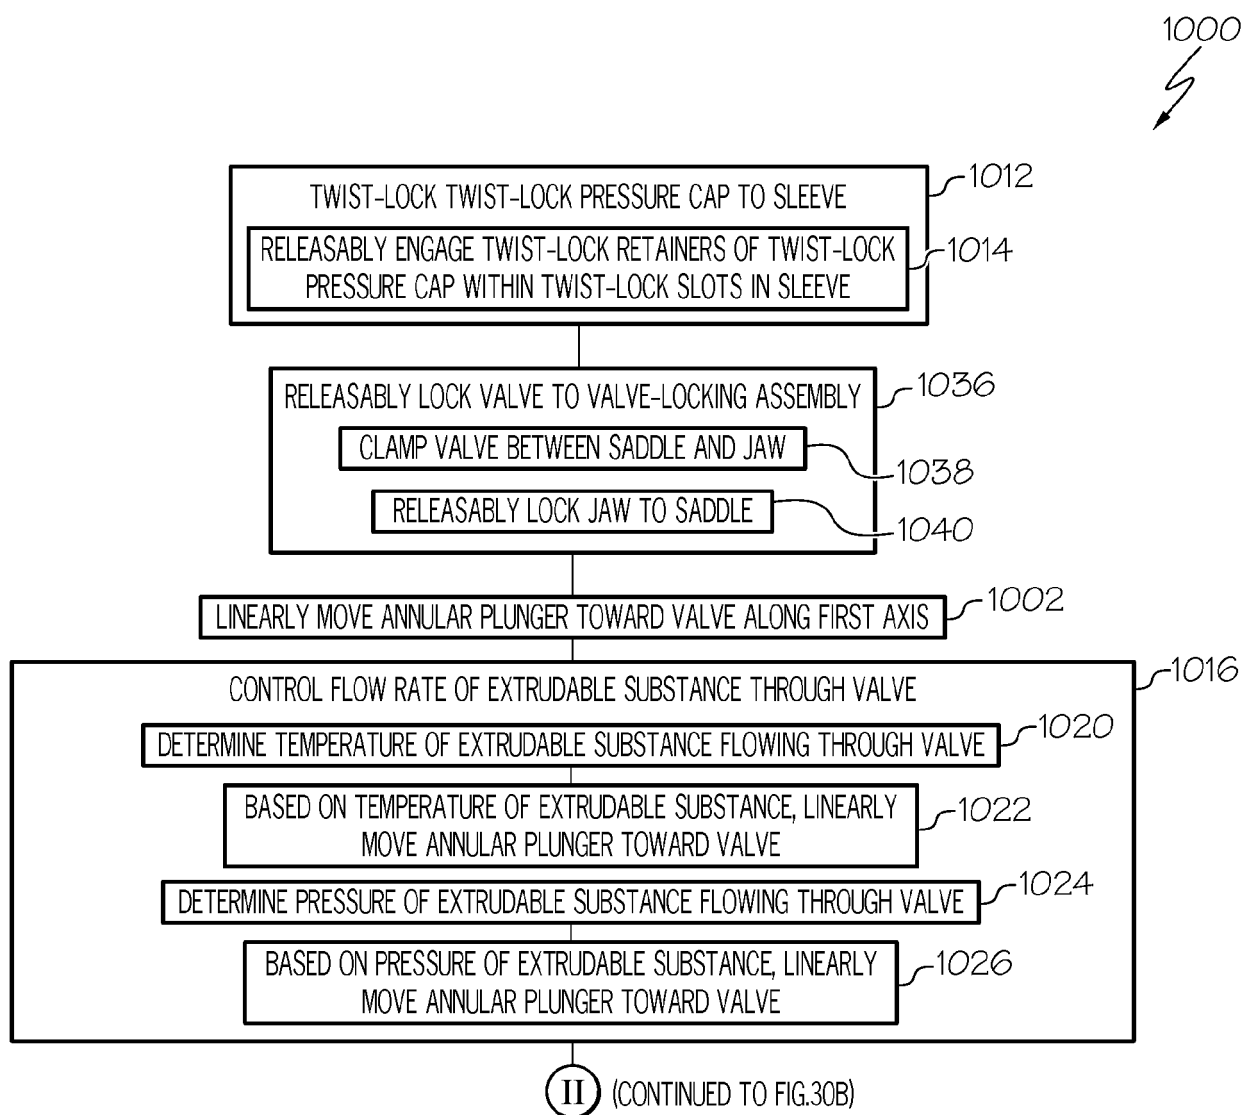 1000
TWIST-LOCK TWIST-LOCK PRESSURE CAP TO SLEEVE
1012
RELEASABLY ENGAGE TWIST-LOCK RETAINERS OF TWIST-LOCK
PRESSURE CAP WITHIN TWIST-LOCK SLOTS IN SLEEVE
1014
RELEASABLY LOCK VALVE TO VALVE-LOCKING ASSEMBLY
1036
CLAMP VALVE BETWEEN SADDLE AND JAW
1038
RELEASABLY LOCK JAW TO SADDLE
1040
LINEARLY MOVE ANNULAR PLUNGER TOWARD VALVE ALONG FIRST AXIS
1002
CONTROL FLOW RATE OF EXTRUDABLE SUBSTANCE THROUGH VALVE
1016
DETERMINE TEMPERATURE OF EXTRUDABLE SUBSTANCE FLOWING THROUGH VALVE
1020
BASED ON TEMPERATURE OF EXTRUDABLE SUBSTANCE, LINEARLY
MOVE ANNULAR PLUNGER TOWARD VALVE
1022
DETERMINE PRESSURE OF EXTRUDABLE SUBSTANCE FLOWING THROUGH VALVE
1024
BASED ON PRESSURE OF EXTRUDABLE SUBSTANCE, LINEARLY
MOVE ANNULAR PLUNGER TOWARD VALVE
1026
II (CONTINUED TO FIG.30B)